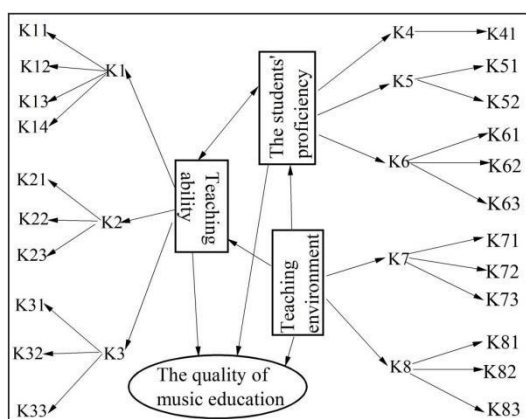 K11
K12
K13
K14
K1
K21
K22
K23
K2
K31
K32
K33
K3
Teaching
ability
The students'
proficiency
Teaching
environment
The quality of
music education
K4
K41
K5
K51
K52
K6
K61
K62
K63
K7
K71
K72
K73
K8
K81
K82
K83